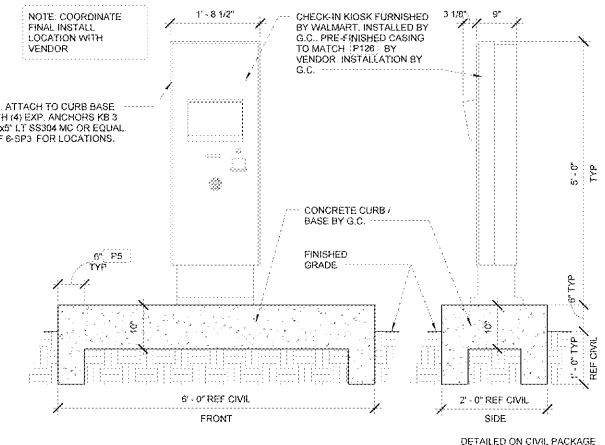 NOTE: COORDINATE
FINAL INSTALL
LOCATION WITH
VENDOR
1' - 8 1/2"
CHECK-IN KIOSK FURNISHED
BY WALMART. INSTALLED BY
G.C.. PRE-FINISHED CASING
TO MATCH P126 BY
VENDOR. INSTALLATION BY
G.C.
3 1/8"
9"
. ATTACH TO CURB BASE
H (4) EXP. ANCHORS KB 3
x5" LT SS304 MC OR EQUAL.
F 6-SP3 FOR LOCATIONS.
5' - 0"
TYP
CONCRETE CURB /
BASE BY G.C.
FINISHED
GRADE
6"
TYP
P5
10"
10"
6" TYP
1' - 0" TYP
REF CIVIL
6' - 0" REF CIVIL
FRONT
2' - 0" REF CIVIL
SIDE
DETAILED ON CIVIL PACKAGE